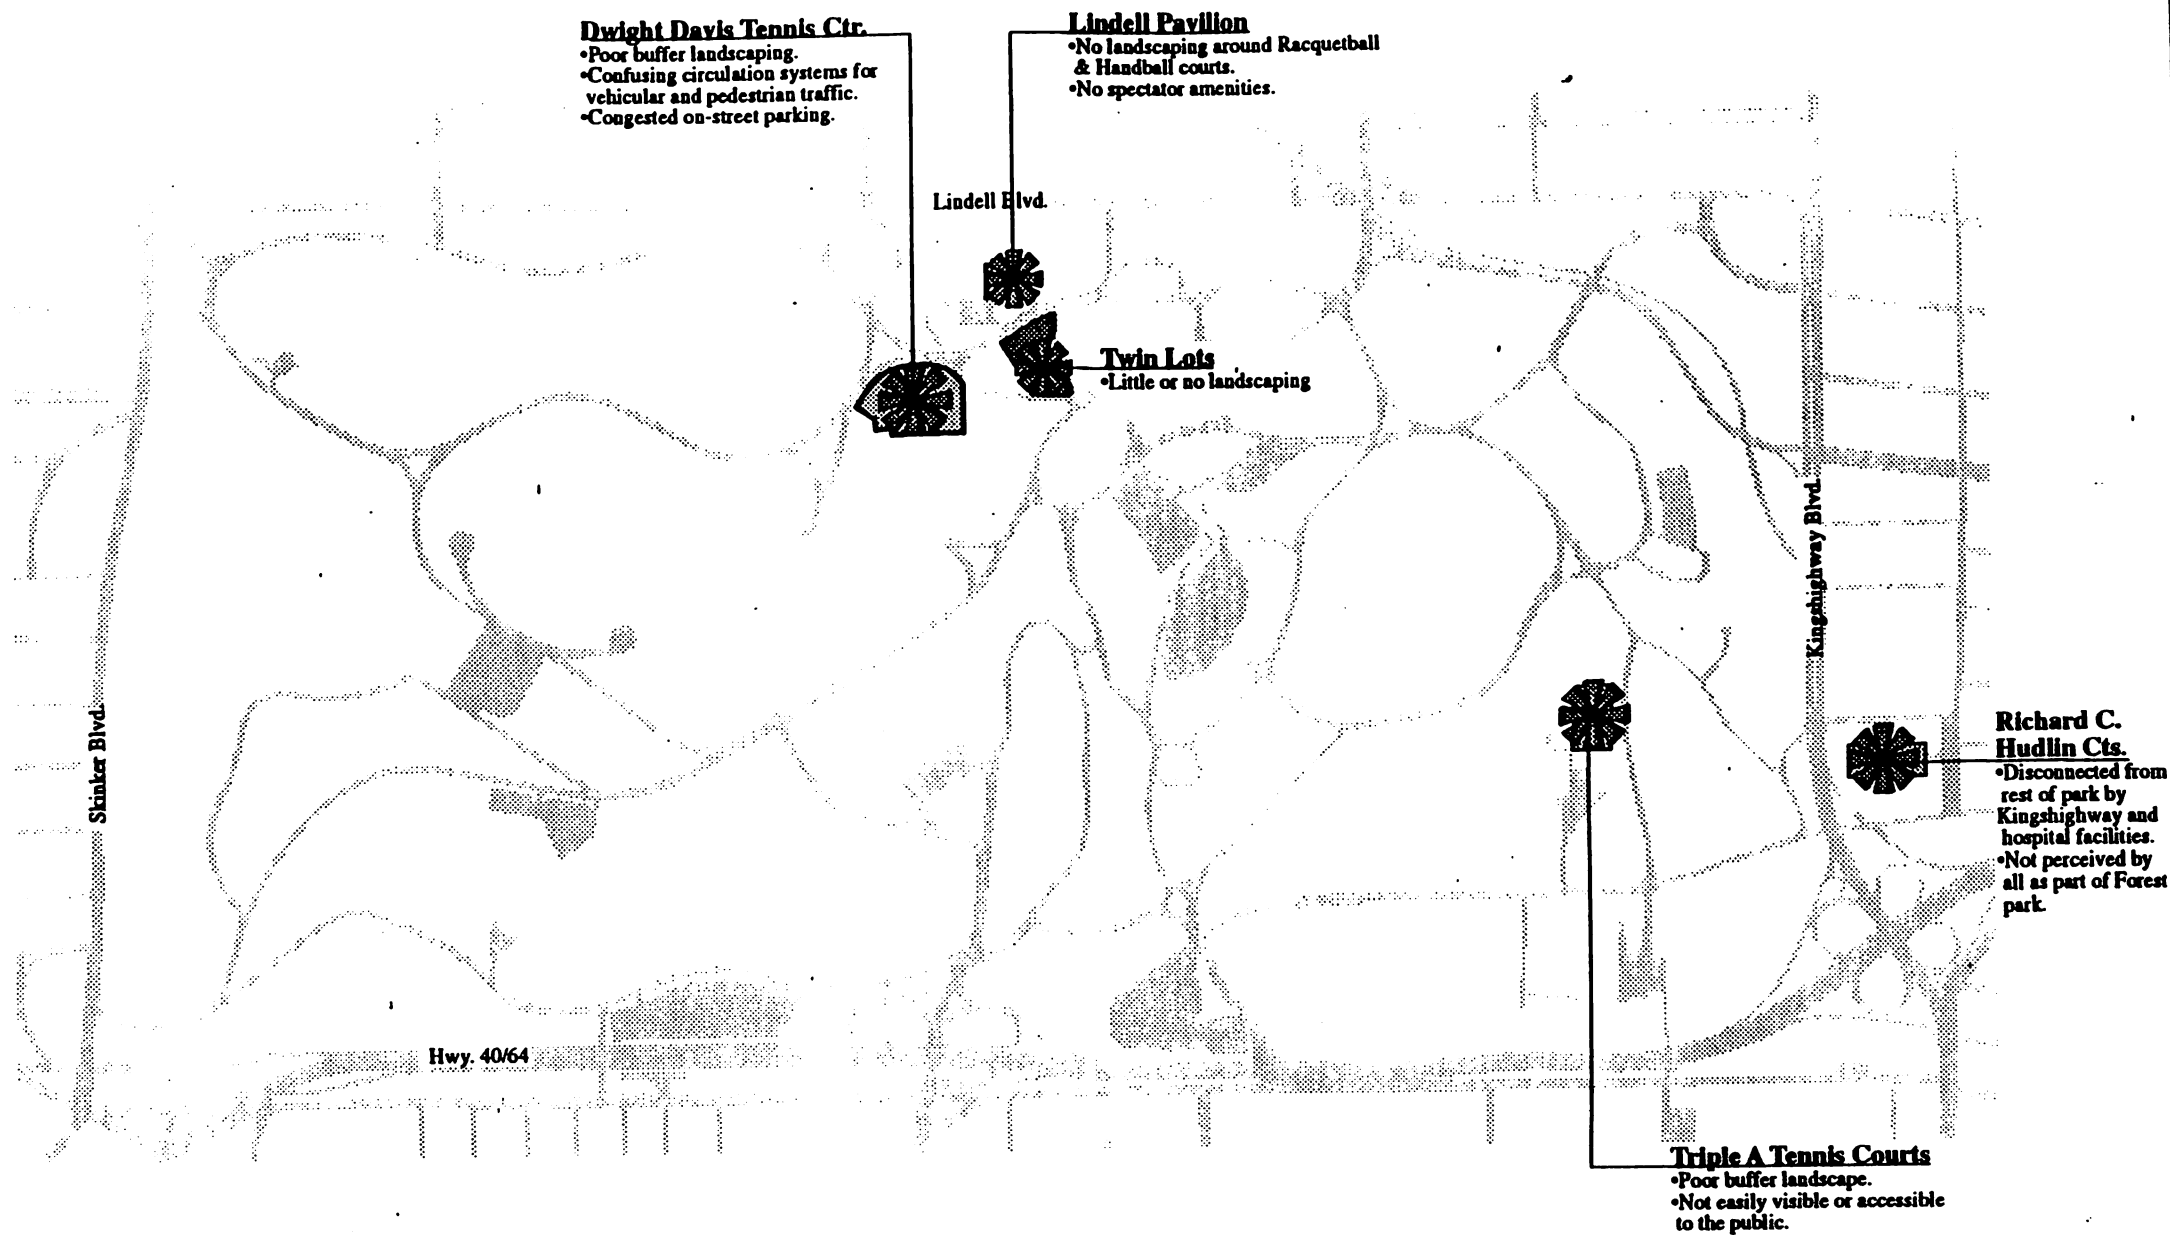 Dwight Davis Tennis Ctr.
•Poor buffer landscaping.
•Confusing circulation systems for
vehicular and pedestrian traffic.
•Congested on-street parking.
Lindell Pavilion
•No landscaping around Racquetball
& Handball courts.
•No spectator amenities.
Lindell Blvd.
Twin Lots
•Little or no landscaping
Kingshighway Blvd.
Skinker Blvd.
Richard C.
Hudlin Cts.
•Disconnected from
rest of park by
Kingshighway and
hospital facilities.
•Not perceived by
all as part of Forest
park.
Hwy. 40/64
Triple A Tennis Courts
•Poor buffer landscape.
•Not easily visible or accessible
to the public.